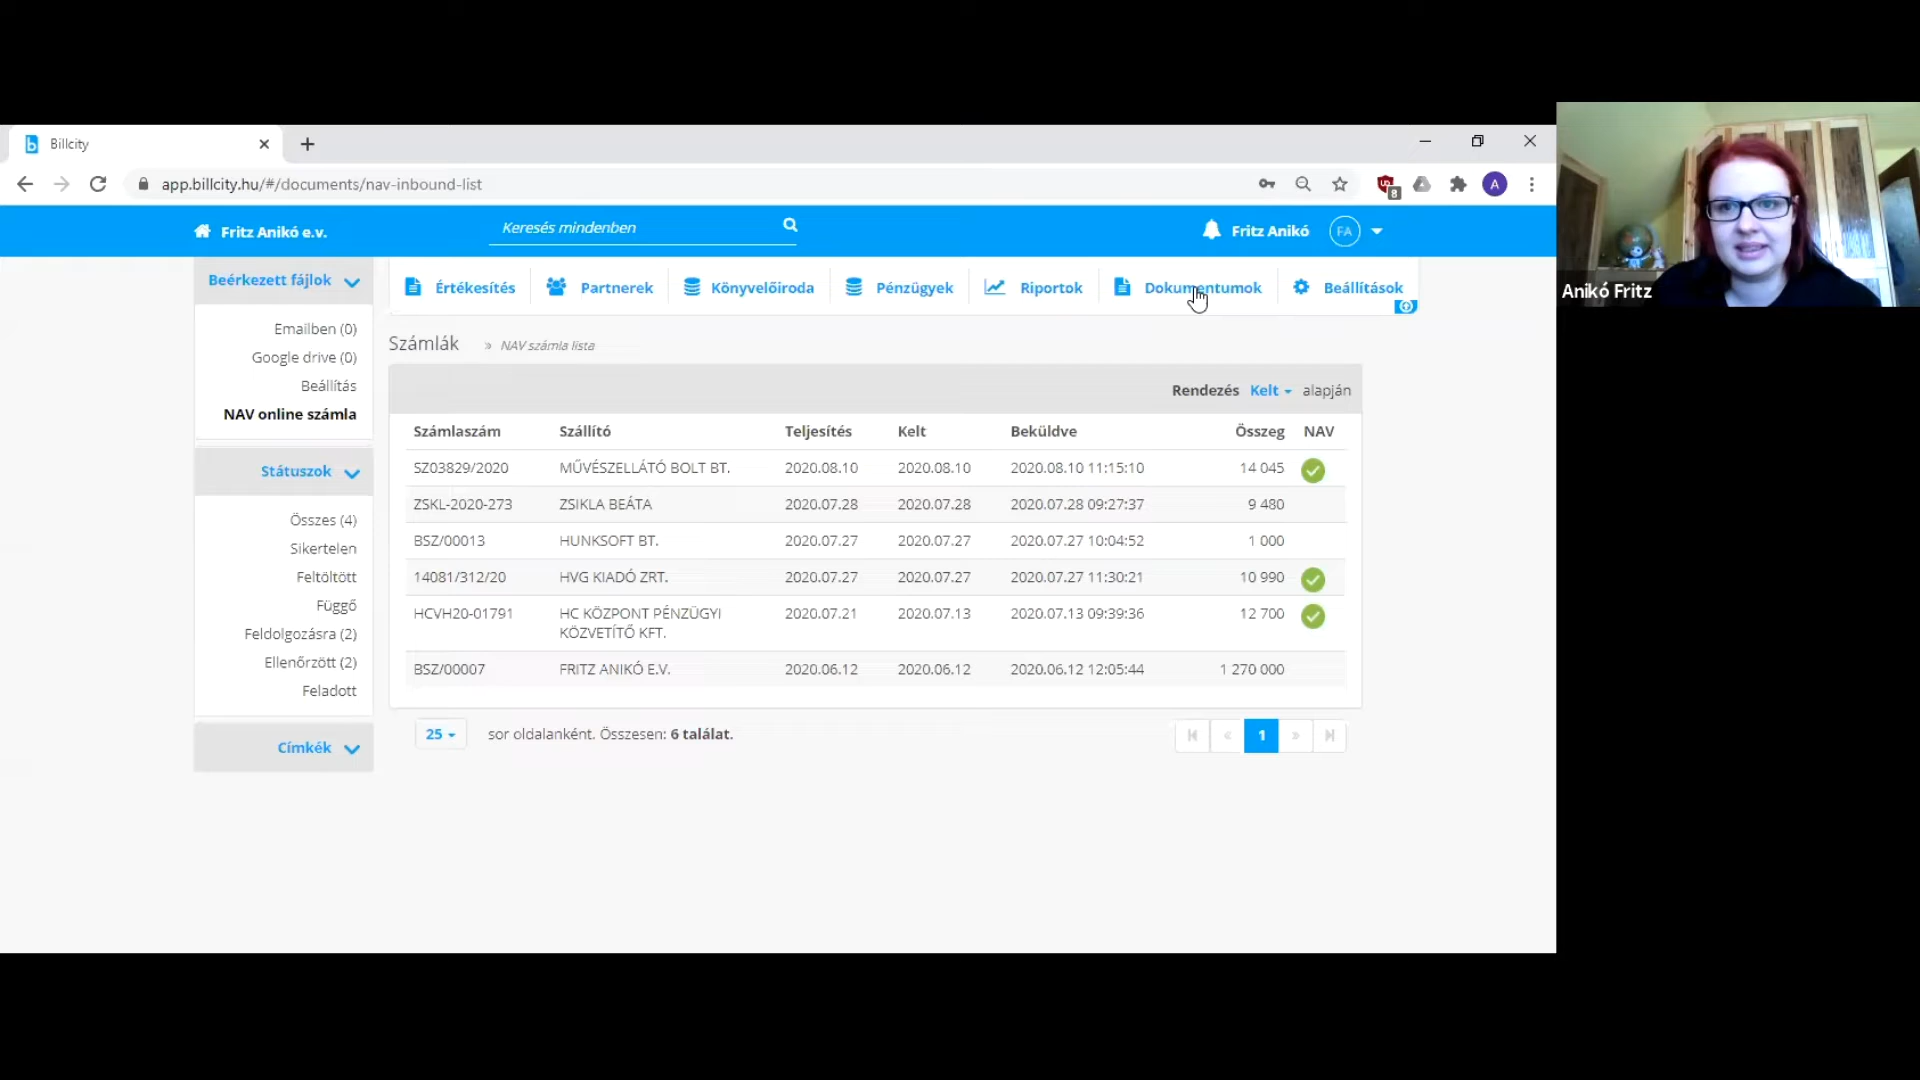 Billcity
app.billcity.hu/#/documents/nav-inbound-list
8
A
Fritz Anikó e.v.
Keresés mindenben
Fritz Anikó
FA
Anikó Fritz
Beérkezett fájlok
Emailben (0)
Google drive (0)
Beállítás
NAV online számla
Státuszok
Összes (4)
Sikertelen
Feltöltött
Függő
Feldolgozásra (2)
Ellenőrzött (2)
Feladott
Címkék
Értékesítés Partnerek Könyvelőiroda Pénzügyek Riportok Dokumentumok Beállítások
Számlák » NAV számla lista
Rendezés Kelt alapján
Számlaszám Szállító Teljesítés Kelt Beküldve Összeg NAV
SZ03829/2020 MŰVÉSZELLÁTÓ BOLT BT. 2020.08.10 2020.08.10 2020.08.10 11:15:10 14 045
ZSKL-2020-273 ZSIKLA BEÁTA 2020.07.28 2020.07.28 2020.07.28 09:27:37 9 480
BSZ/00013 HUNKSOFT BT. 2020.07.27 2020.07.27 2020.07.27 10:04:52 1 000
14081/312/20 HVG KIADÓ ZRT. 2020.07.27 2020.07.27 2020.07.27 11:30:21 10 990
HCVH20-01791 HC KÖZPONT PÉNZÜGYI 2020.07.21 2020.07.13 2020.07.13 09:39:36 12 700
KÖZVETÍTŐ KFT.
BSZ/00007 FRITZ ANIKÓ E.V. 2020.06.12 2020.06.12 2020.06.12 12:05:44 1 270 000
25 sor oldalanként. Összesen: 6 találat.
« 1 »